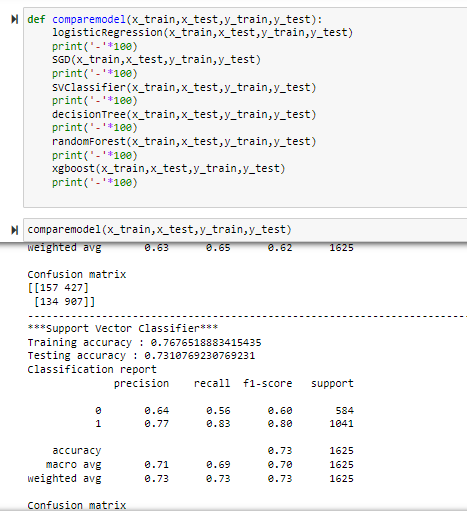 def comparemodel(x_train,x_test,y_train,y_test):
    logisticRegression(x_train,x_test,y_train,y_test)
    print('-'*100)
    SGD(x_train,x_test,y_train,y_test)
    print('-'*100)
    SVClassifier(x_train,x_test,y_train,y_test)
    print('-'*100)
    decisionTree(x_train,x_test,y_train,y_test)
    print('-'*100)
    randomForest(x_train,x_test,y_train,y_test)
    print('-'*100)
    xgboost(x_train,x_test,y_train,y_test)
    print('-'*100)
comparemodel(x_train,x_test,y_train,y_test)
weighted avg       0.63      0.65      0.62      1625
Confusion matrix
[[157 427]
 [134 907]]
----------------------------------------------------------------------
***Support Vector Classifier***
Training accuracy : 0.7676518883415435
Testing accuracy : 0.7310769230769231
Classification report
              precision    recall  f1-score   support
           0       0.64      0.56      0.60       584
           1       0.77      0.83      0.80      1041
    accuracy                           0.73      1625
   macro avg       0.71      0.69      0.70      1625
weighted avg       0.73      0.73      0.73      1625
Confusion matrix